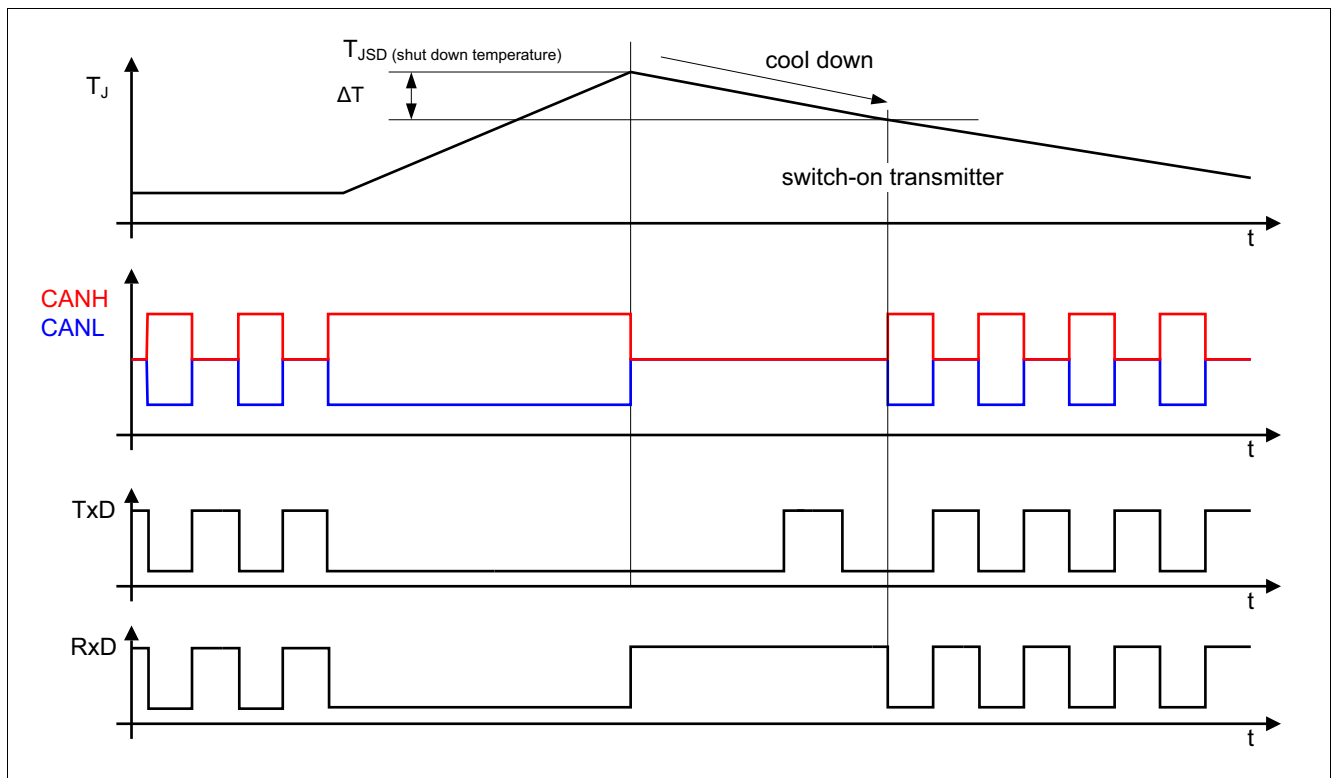 T_JSD (shut down temperature)
cool down
T_J
ΔT
switch-on transmitter
t
CANH
CANL
t
TxD
t
RxD
t